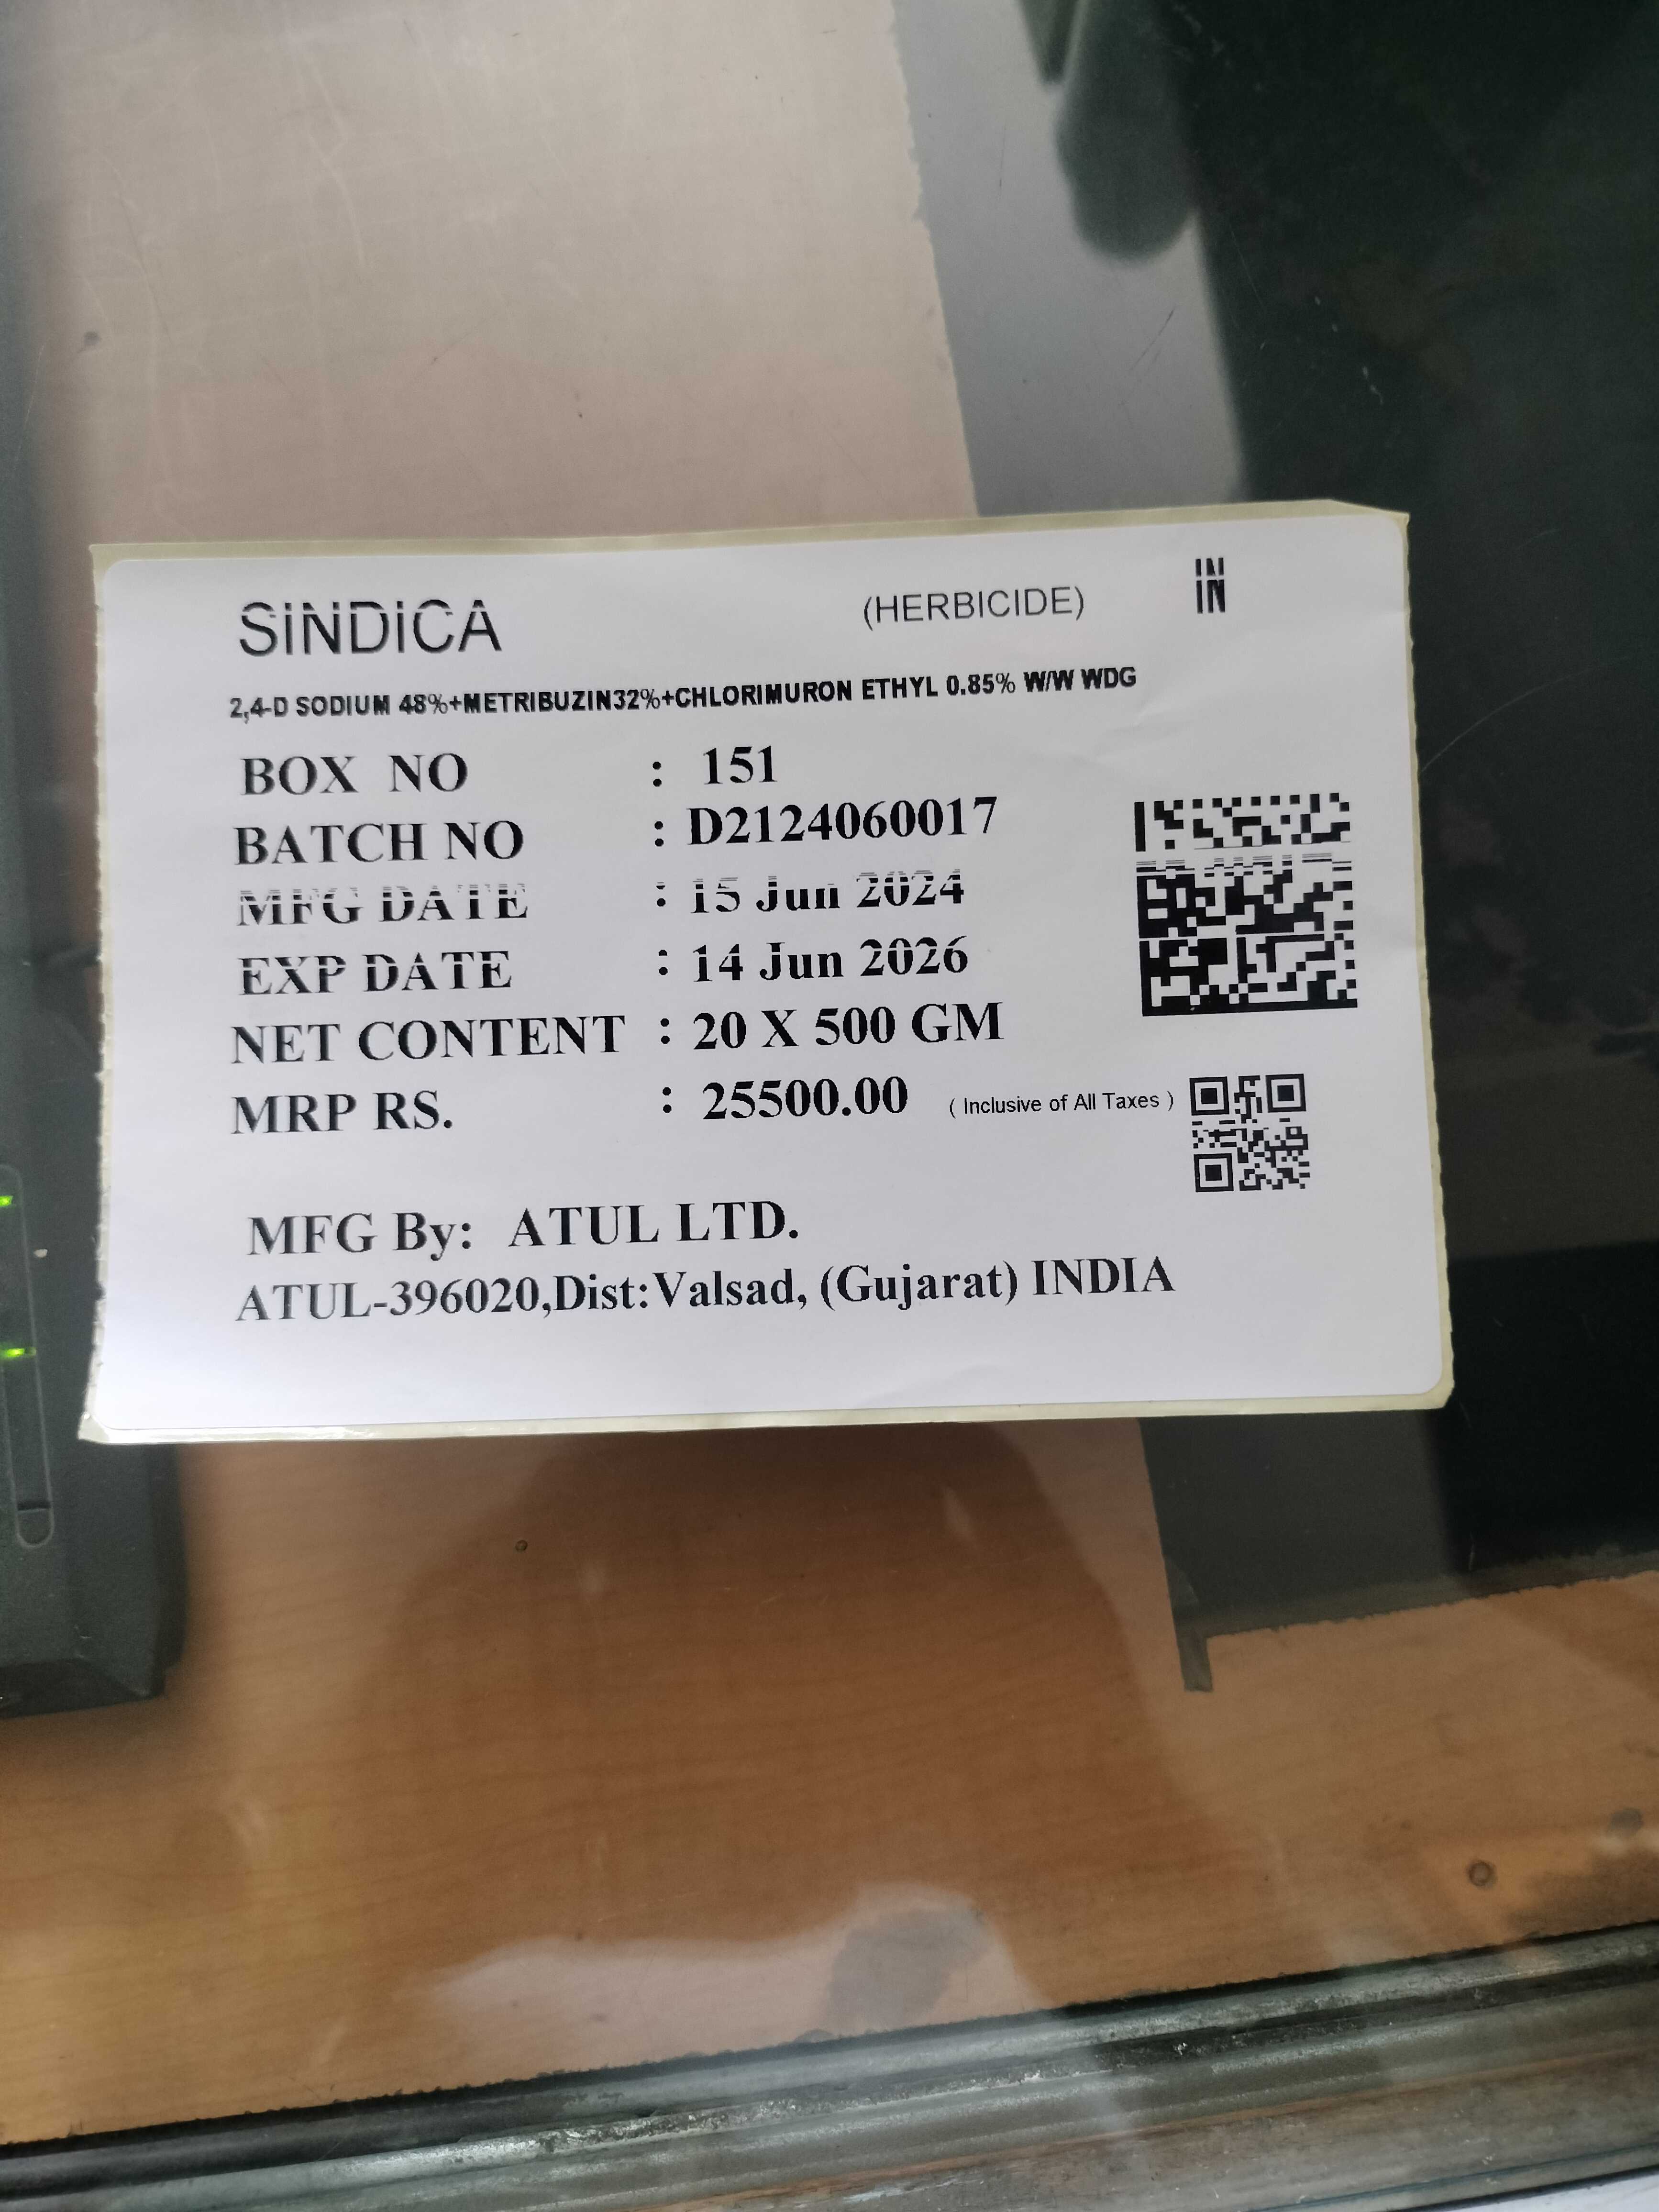 SiNDiCA (HERBICIDE) IN
2,4-D SODIUM 48%+METRIBUZIN32%+CHLORIMURON ETHYL 0.85% W/W WDG
BOX NO : 151
BATCH NO : D2124060017
MFG DATE : 15 Jun 2024
EXP DATE : 14 Jun 2026
NET CONTENT : 20 X 500 GM
MRP RS. : 25500.00 ( Inclusive of All Taxes )
MFG By: ATUL LTD.
ATUL-396020,Dist:Valsad, (Gujarat) INDIA